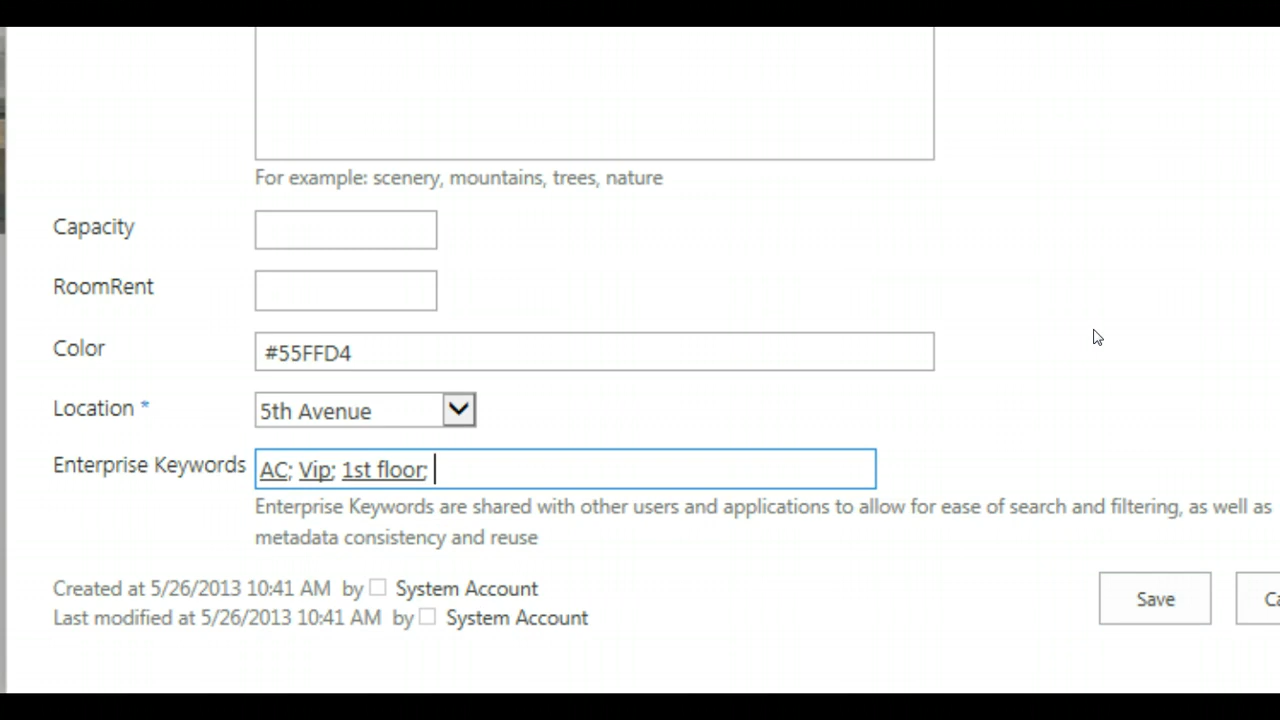 For example: scenery, mountains, trees, nature
Capacity
RoomRent
Color #55FFD4
Location * 5th Avenue
Enterprise Keywords AC; Vip; 1st floor;
Enterprise Keywords are shared with other users and applications to allow for ease of search and filtering, as well as
metadata consistency and reuse
Created at 5/26/2013 10:41 AM by System Account
Last modified at 5/26/2013 10:41 AM by System Account
Save